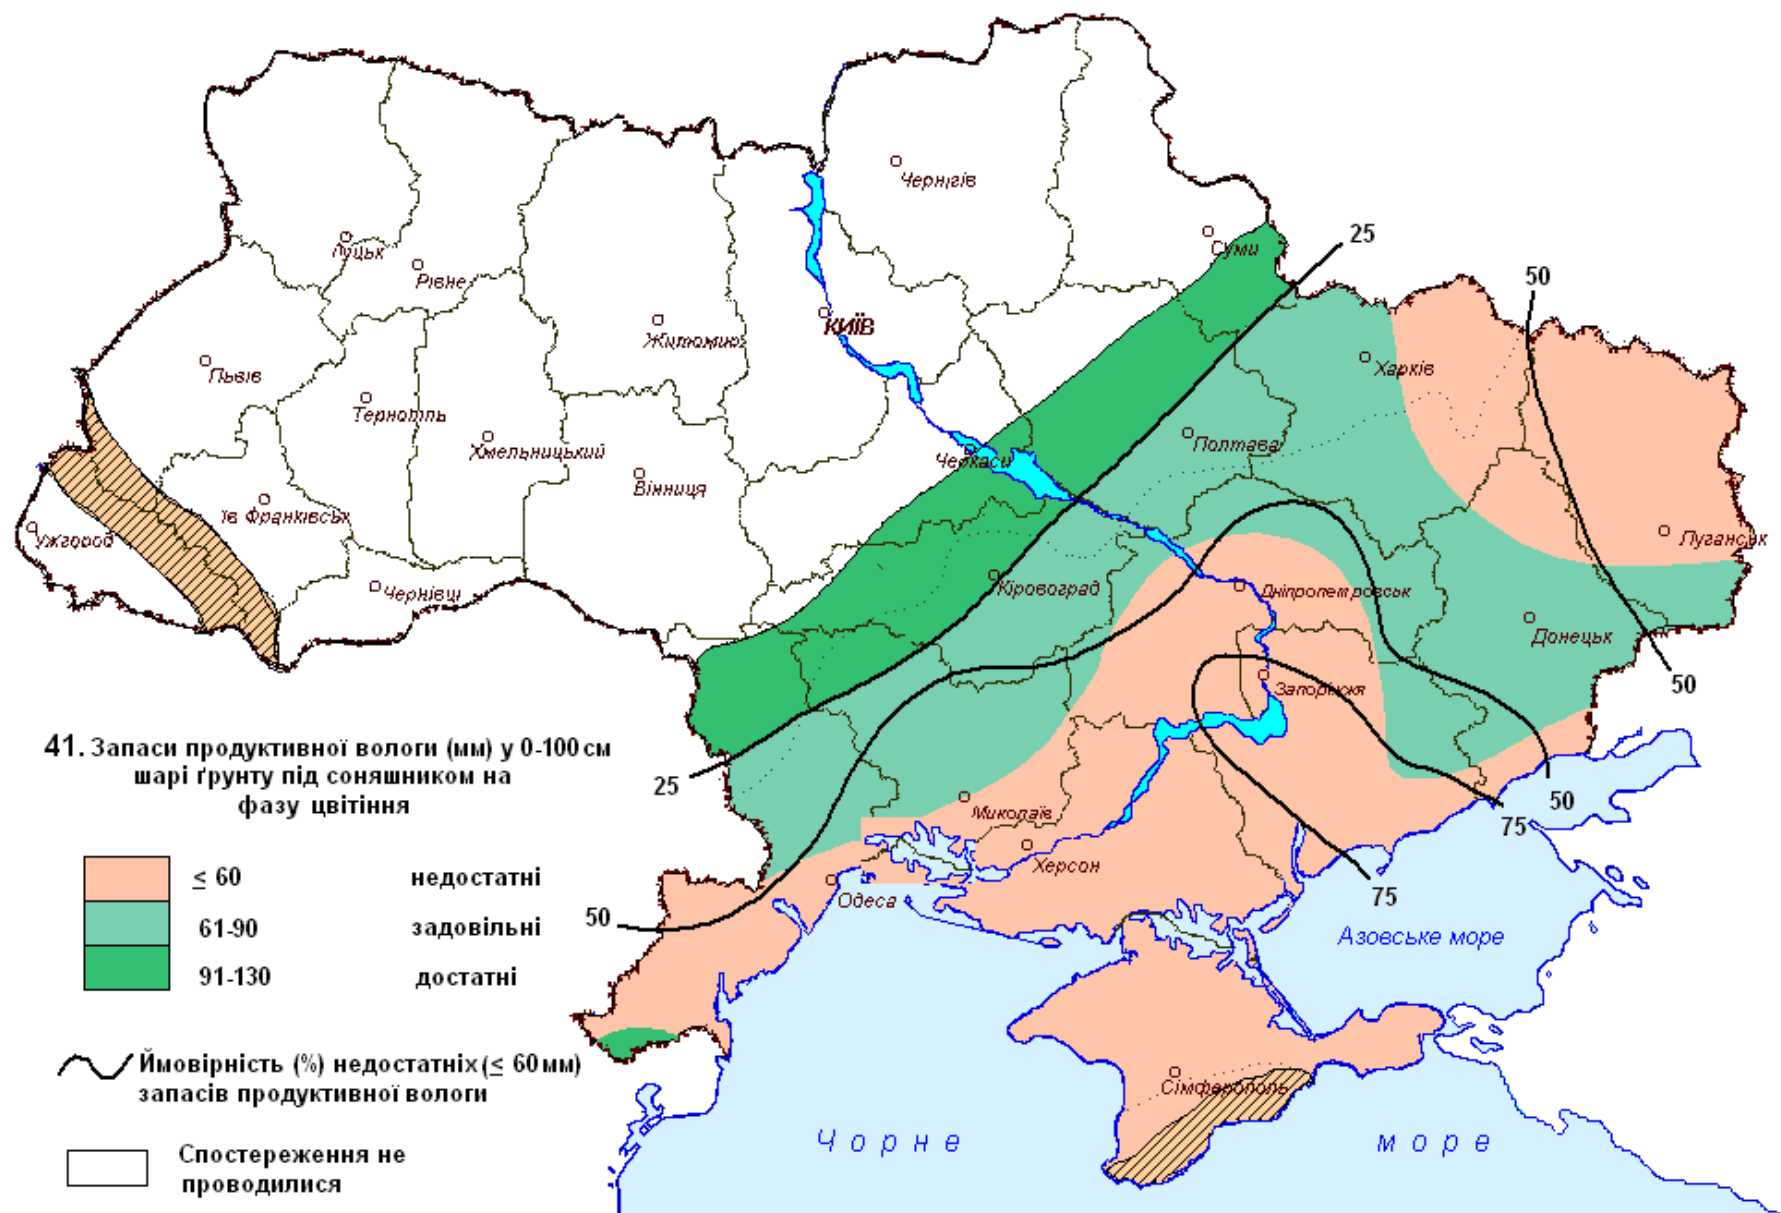 Чернігів
Суми
25
50
Луцьк
Рівне
КИЇВ
Житомир
Харків
Львів
Тернопіль
Хмельницький
Полтава
Черкаси
Вінниця
Ів Франківськ
Ужгород
Луганськ
Чернівці
Кіровоград
Дніпропетровськ
Донецьк
Запоріжжя
50
41. Запаси продуктивної вологи (мм) у 0-100 см
шарі ґрунту під соняшником на
фазу цвітіння
25
Миколаїв
50
75
Херсон
≤ 60 недостатні
Одеса
75
50
61-90 задовільні
Азовське море
91-130 достатні
Ймовірність (%) недостатніх (≤ 60 мм)
запасів продуктивної вологи
Сімферополь
Чорне море
Спостереження не
проводилися